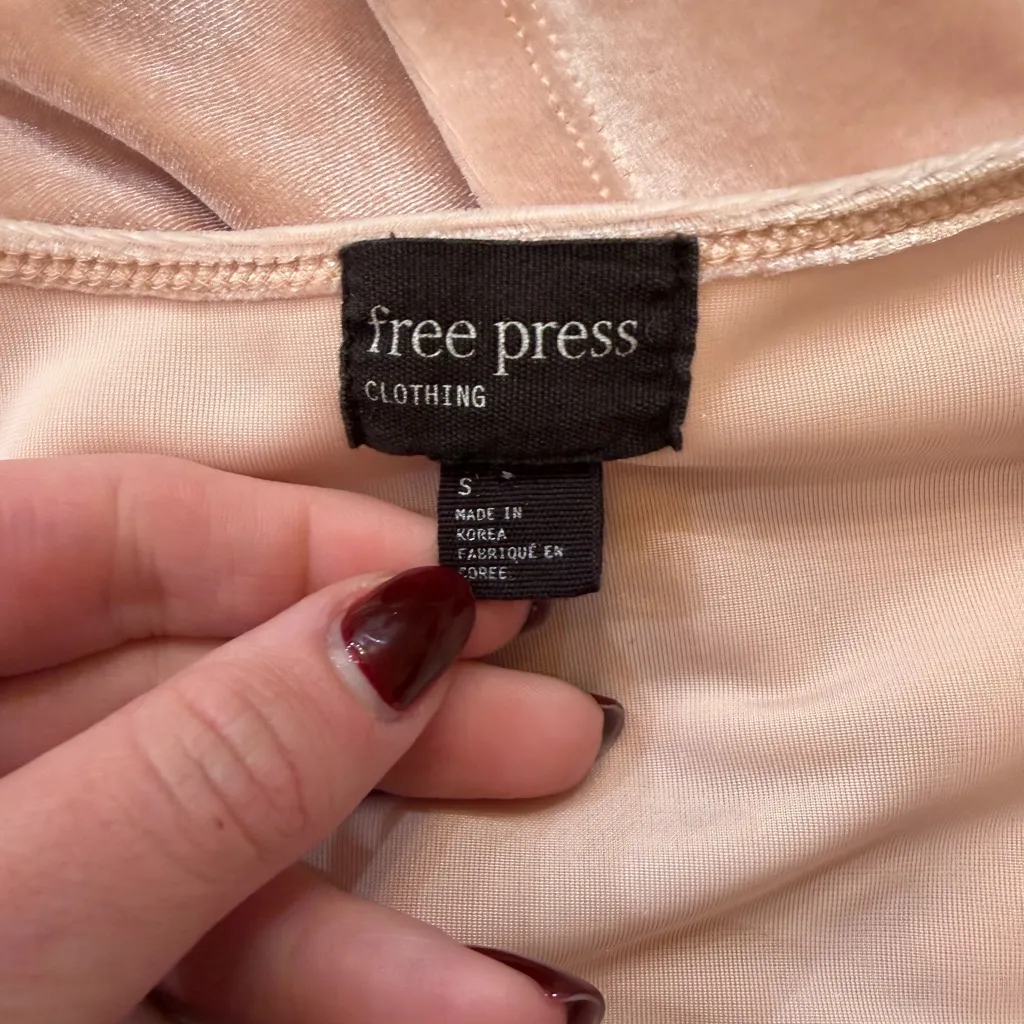 free press
CLOTHING
S
MADE IN
KOREA
FABRIQUÉ EN
COREE